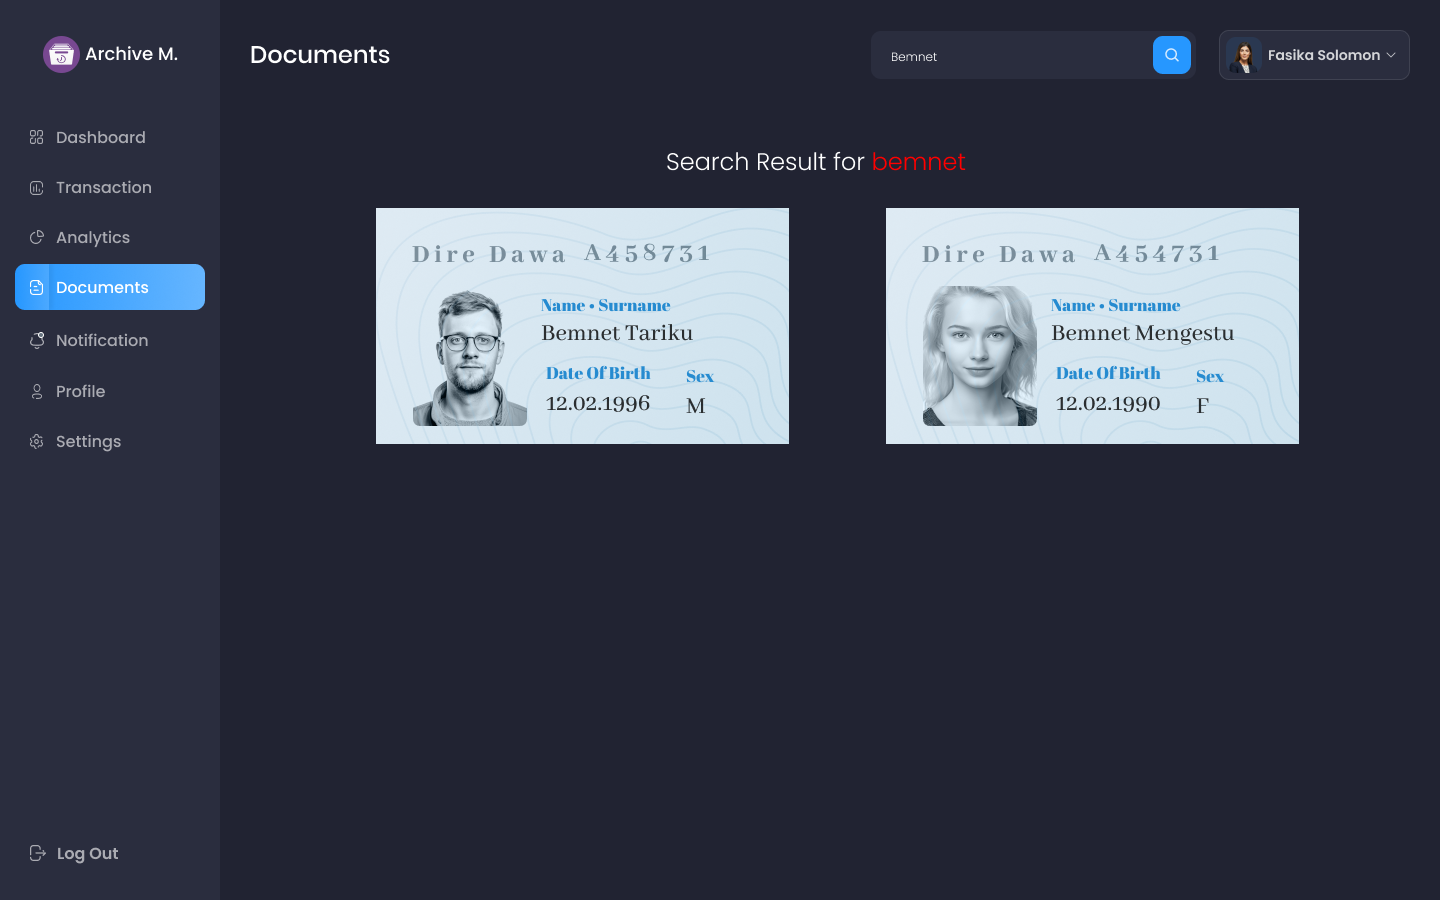 Archive M.
Documents
Bemnet
Fasika Solomon
Dashboard
Transaction
Analytics
Documents
Notification
Profile
Settings
Log Out
Search Result for bemnet
Dire Dawa A458731
Name • Surname
Bemnet Tariku
Date Of Birth Sex
12.02.1996 M
Dire Dawa A454731
Name • Surname
Bemnet Mengestu
Date Of Birth Sex
12.02.1990 F